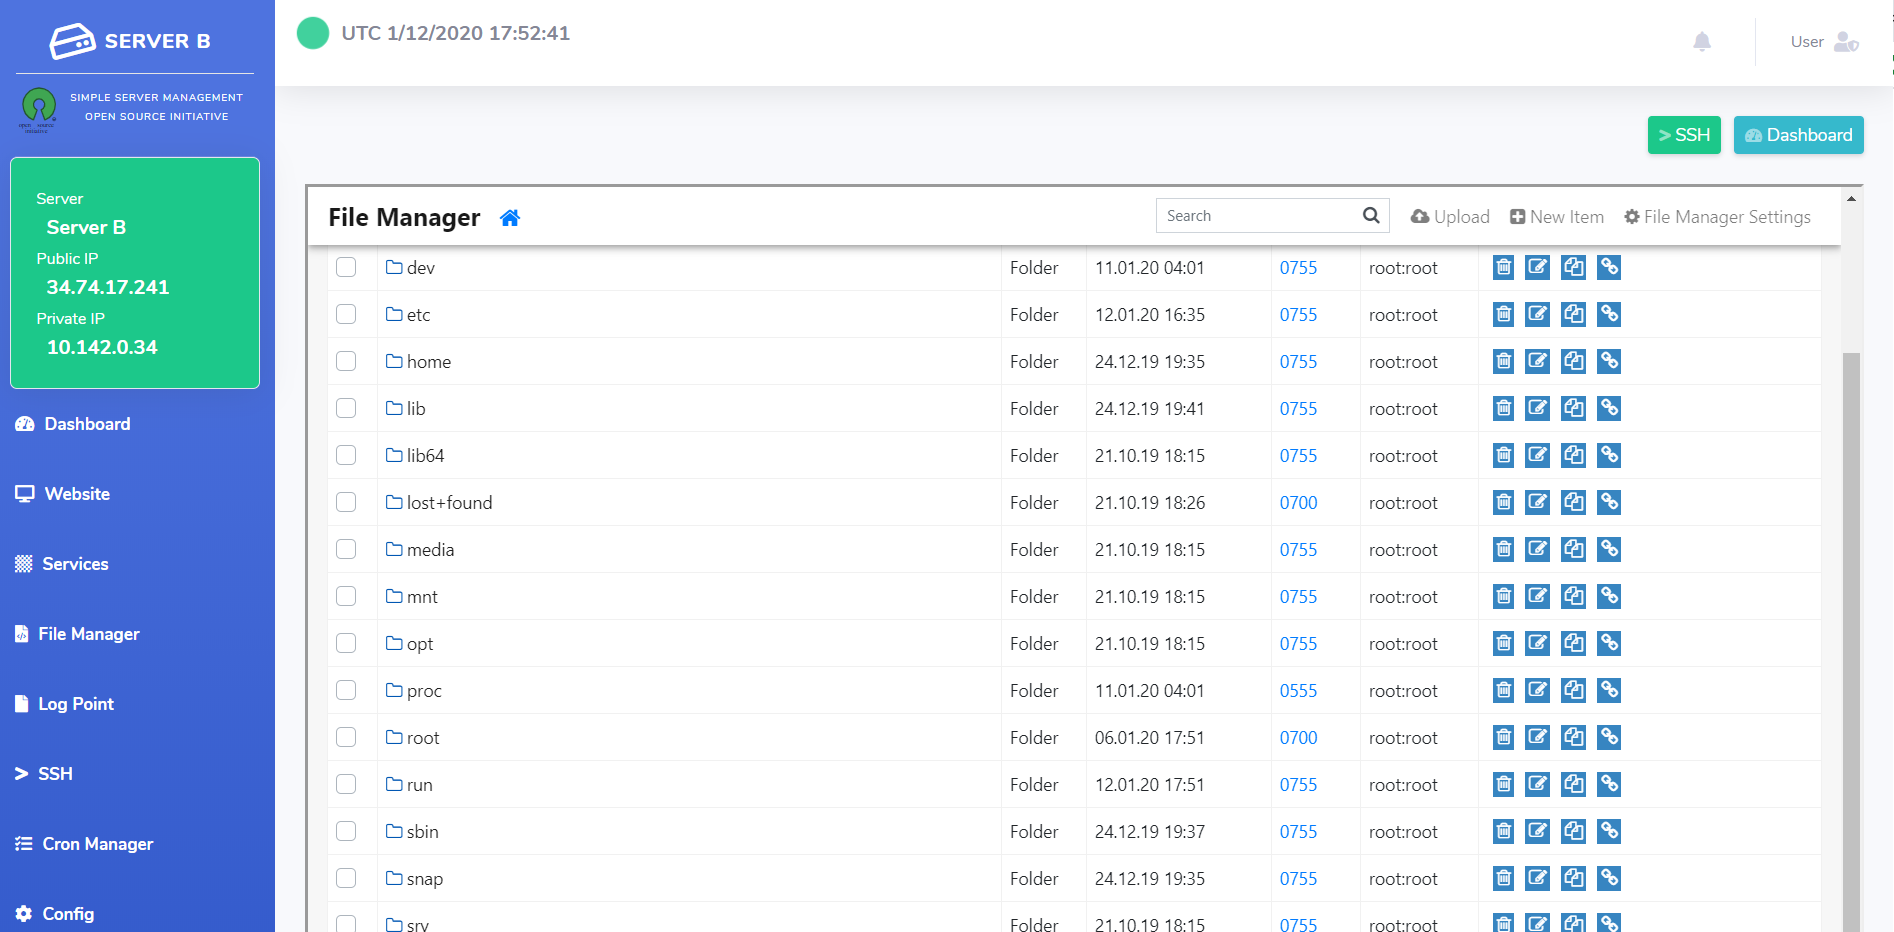 SERVER B
SIMPLE SERVER MANAGEMENT
OPEN SOURCE INITIATIVE
open source
initiative
Server
Server B
Public IP
34.74.17.241
Private IP
10.142.0.34
Dashboard
Website
Services
File Manager
Log Point
> SSH
Cron Manager
Config
UTC 1/12/2020 17:52:41
User
> SSH
Dashboard
File Manager
Search
Upload
New Item
File Manager Settings
dev Folder 11.01.20 04:01 0755 root:root
etc Folder 12.01.20 16:35 0755 root:root
home Folder 24.12.19 19:35 0755 root:root
lib Folder 24.12.19 19:41 0755 root:root
lib64 Folder 21.10.19 18:15 0755 root:root
lost+found Folder 21.10.19 18:26 0700 root:root
media Folder 21.10.19 18:15 0755 root:root
mnt Folder 21.10.19 18:15 0755 root:root
opt Folder 21.10.19 18:15 0755 root:root
proc Folder 11.01.20 04:01 0555 root:root
root Folder 06.01.20 17:51 0700 root:root
run Folder 12.01.20 17:51 0755 root:root
sbin Folder 24.12.19 19:37 0755 root:root
snap Folder 24.12.19 19:35 0755 root:root
srv Folder 21.10.19 18:15 0755 root:root